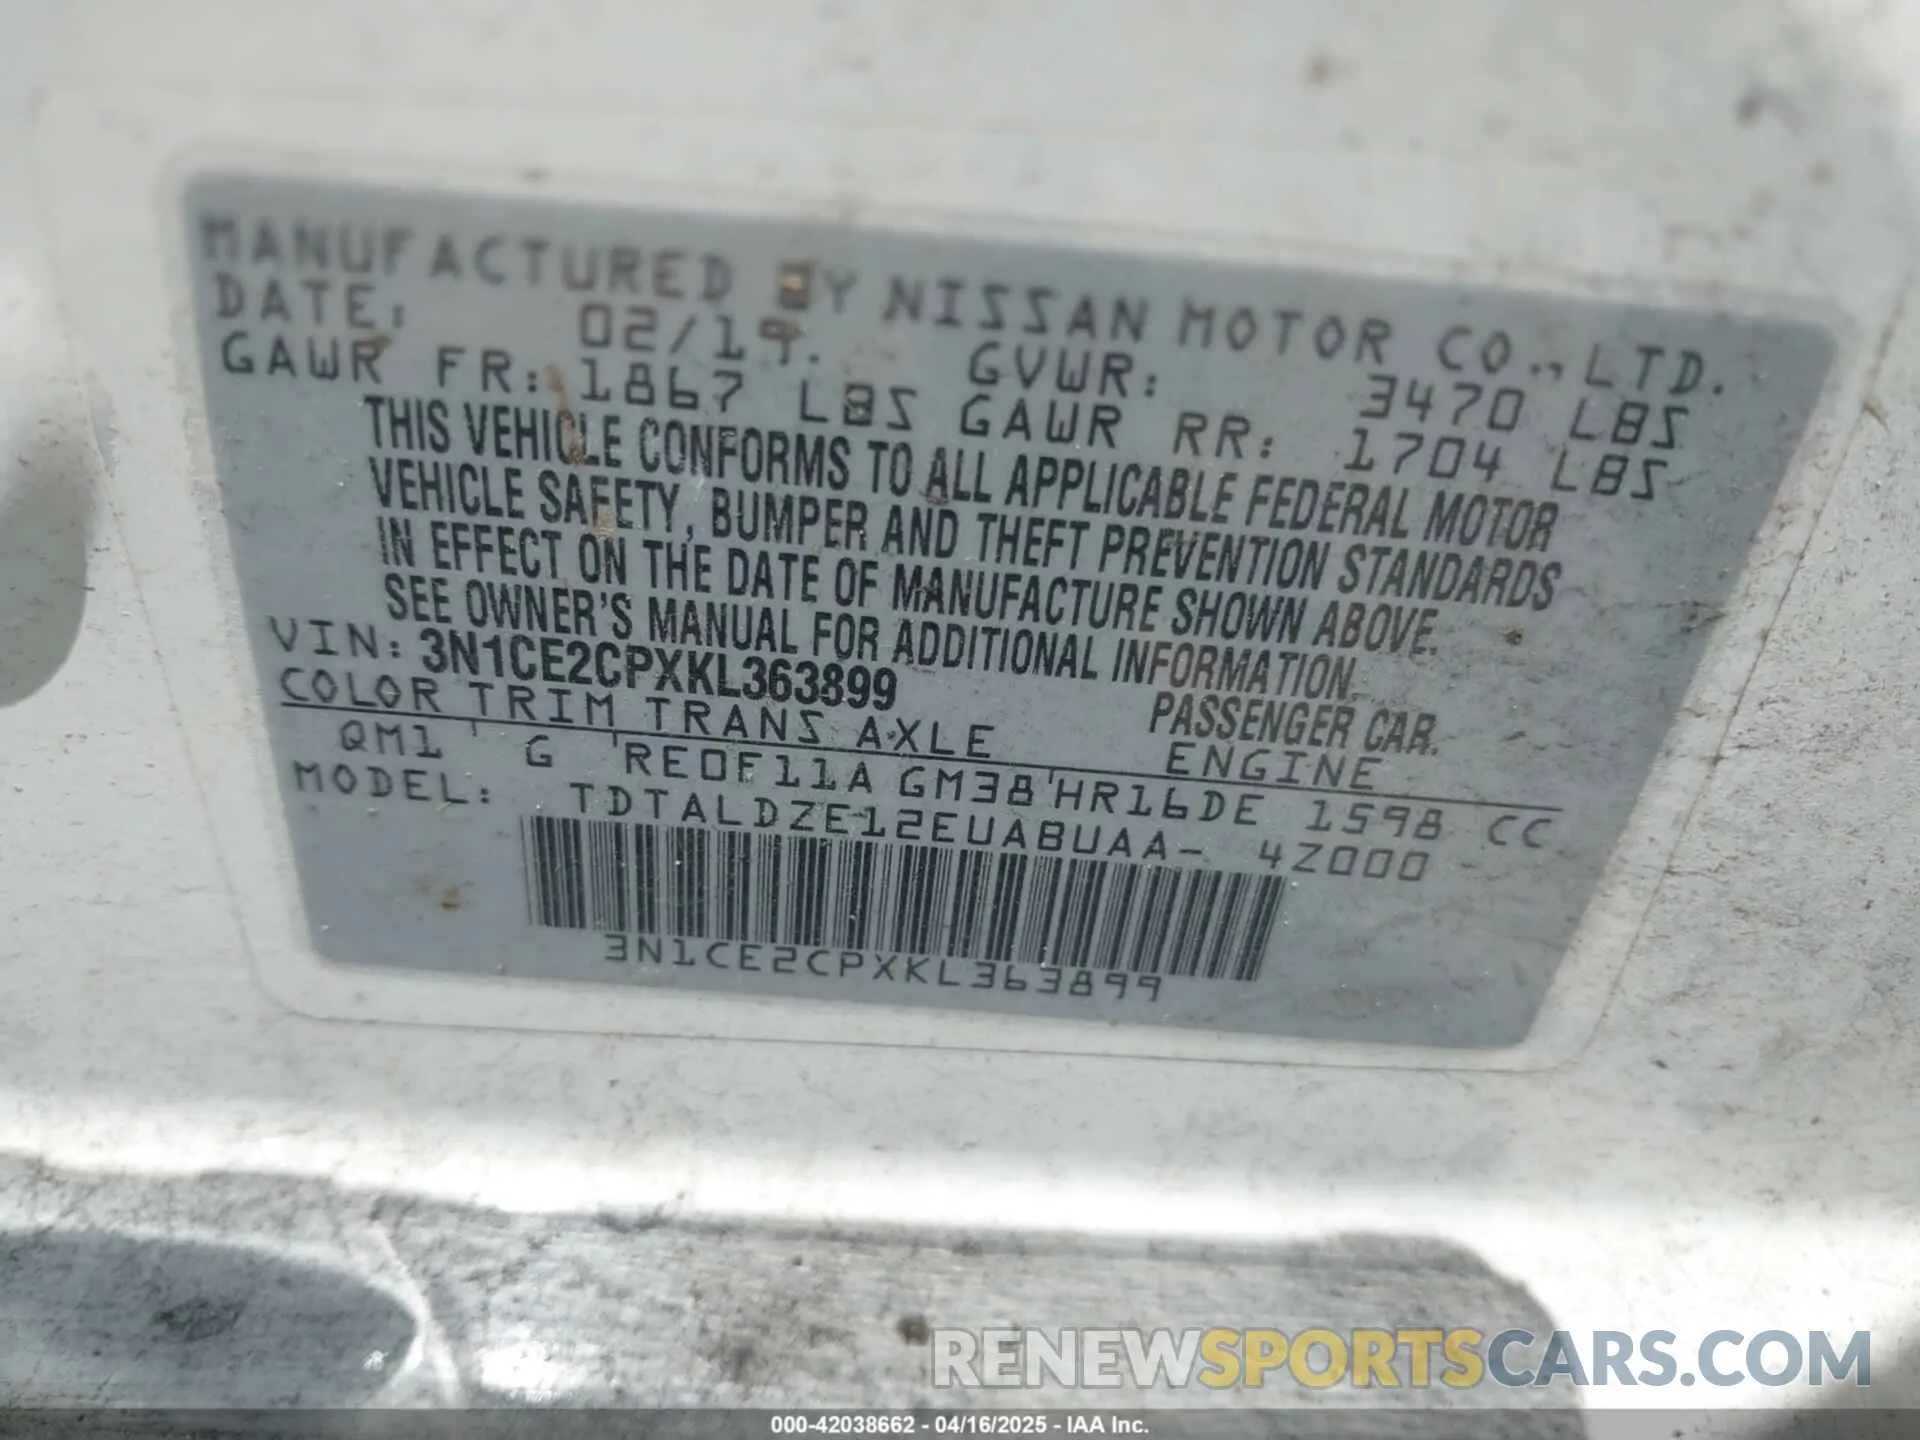 MANUFACTURED BY NISSAN MOTOR CO., LTD.
DATE: 02/19. GVWR: 3470 LBS
GAWR FR: 1867 LBS GAWR RR: 1704 LBS
THIS VEHICLE CONFORMS TO ALL APPLICABLE FEDERAL MOTOR
VEHICLE SAFETY, BUMPER AND THEFT PREVENTION STANDARDS
IN EFFECT ON THE DATE OF MANUFACTURE SHOWN ABOVE.
SEE OWNER'S MANUAL FOR ADDITIONAL INFORMATION.
VIN: 3N1CE2CPXKL363899 PASSENGER CAR.
COLOR TRIM TRANS AXLE ENGINE
QM1 G RE0F11A GM38 HR16DE 1598 CC
MODEL: TDTALDZE12EUABUAA- 4Z000
3N1CE2CPXKL363899
RENEWSPORTSCARS.COM
000-42038662 - 04/16/2025 - IAA Inc.